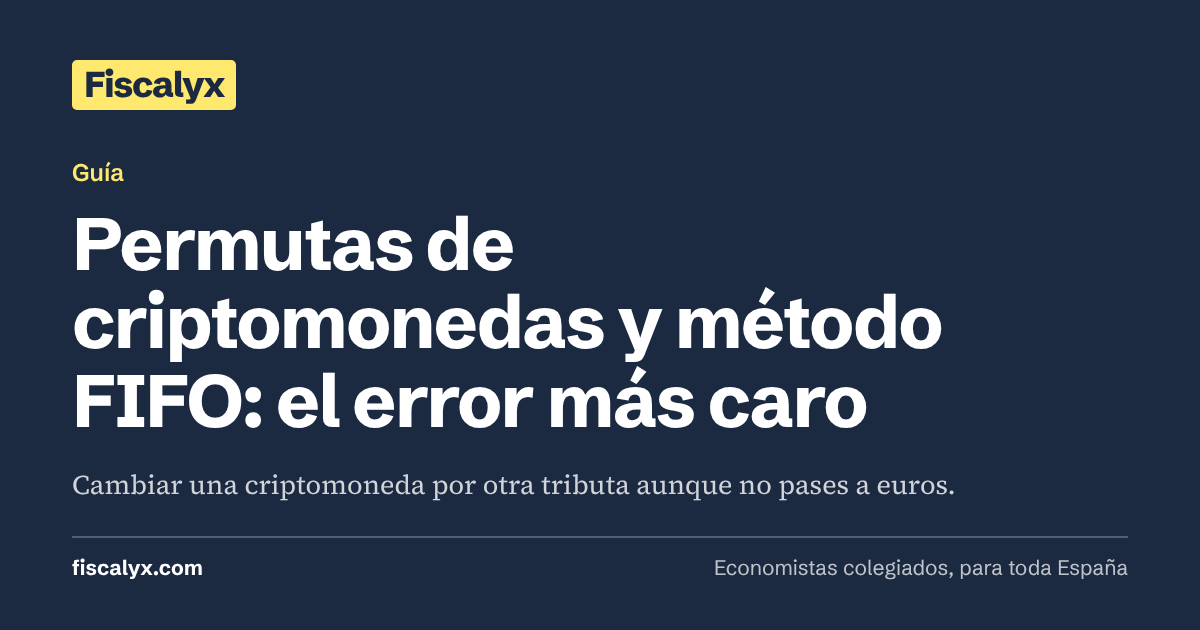 Fiscalyx
Guía
Permutas de
criptomonedas y método
FIFO: el error más caro
Cambiar una criptomoneda por otra tributa aunque no pases a euros.
fiscalyx.com
Economistas colegiados, para toda España